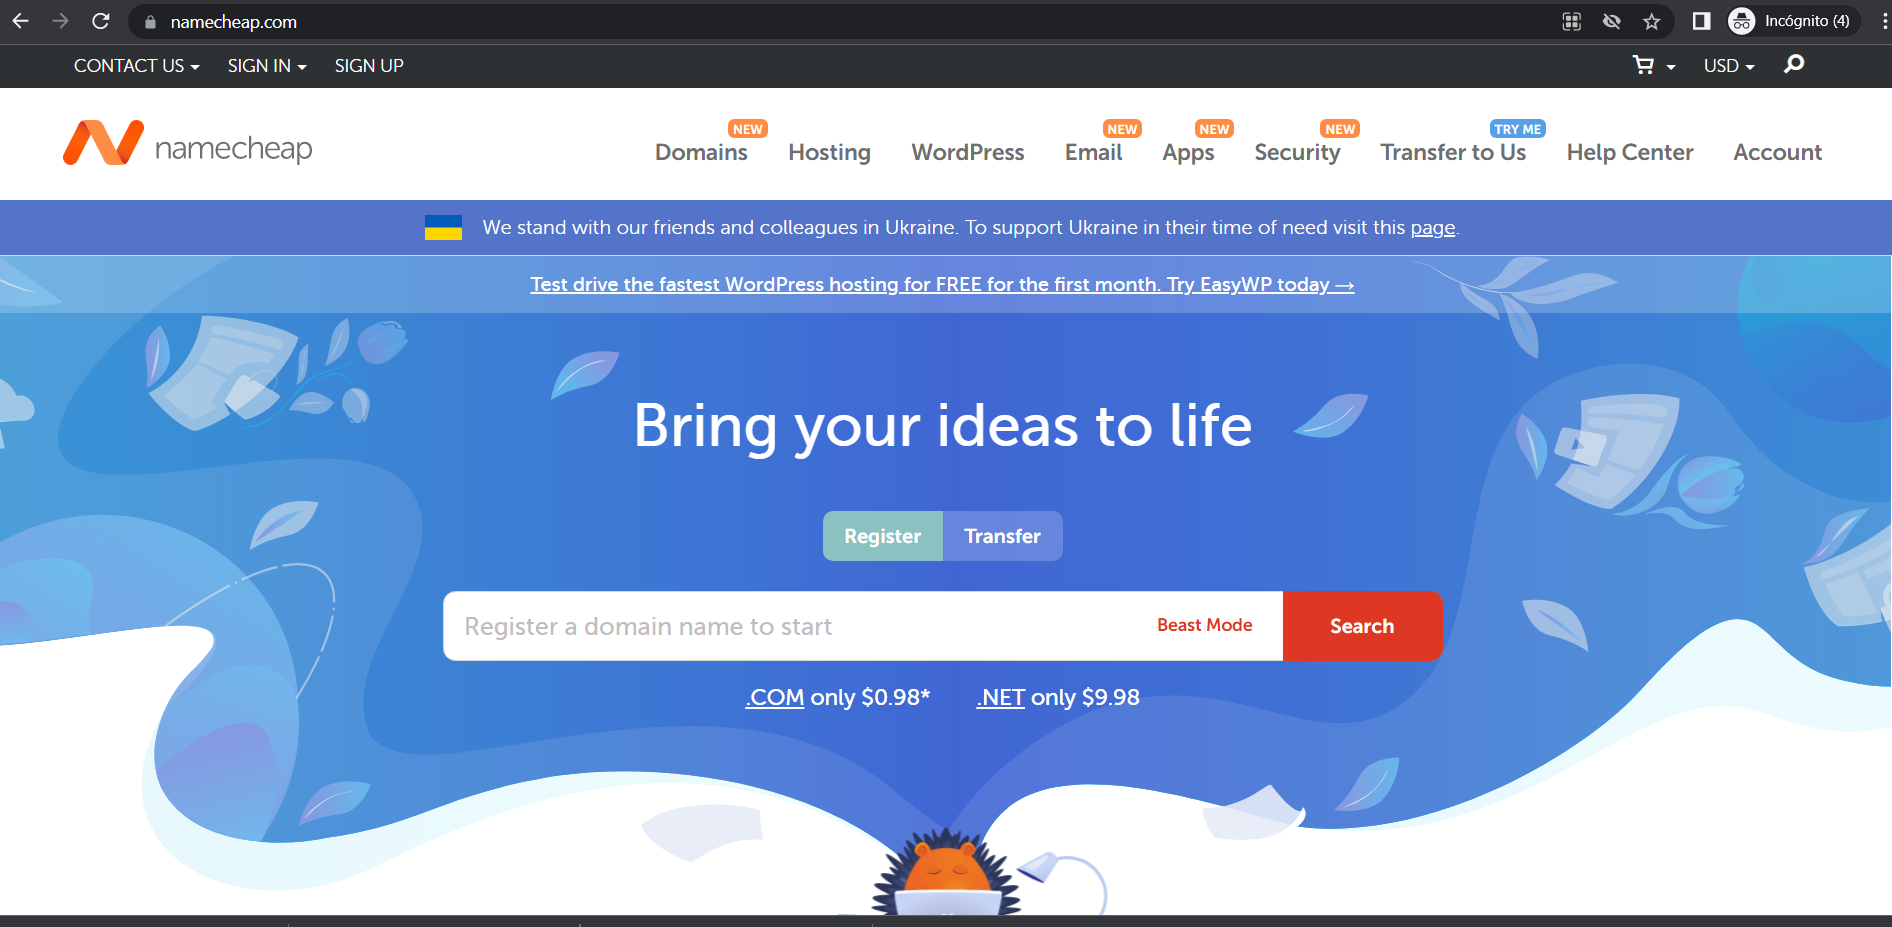 namecheap.com
Incógnito (4)
CONTACT US SIGN IN SIGN UP USD
namecheap
NEW NEW NEW NEW TRY ME
Domains Hosting WordPress Email Apps Security Transfer to Us Help Center Account
We stand with our friends and colleagues in Ukraine. To support Ukraine in their time of need visit this page.
Test drive the fastest WordPress hosting for FREE for the first month. Try EasyWP today →
Bring your ideas to life
Register Transfer
Register a domain name to start Beast Mode Search
.COM only $0.98* .NET only $9.98